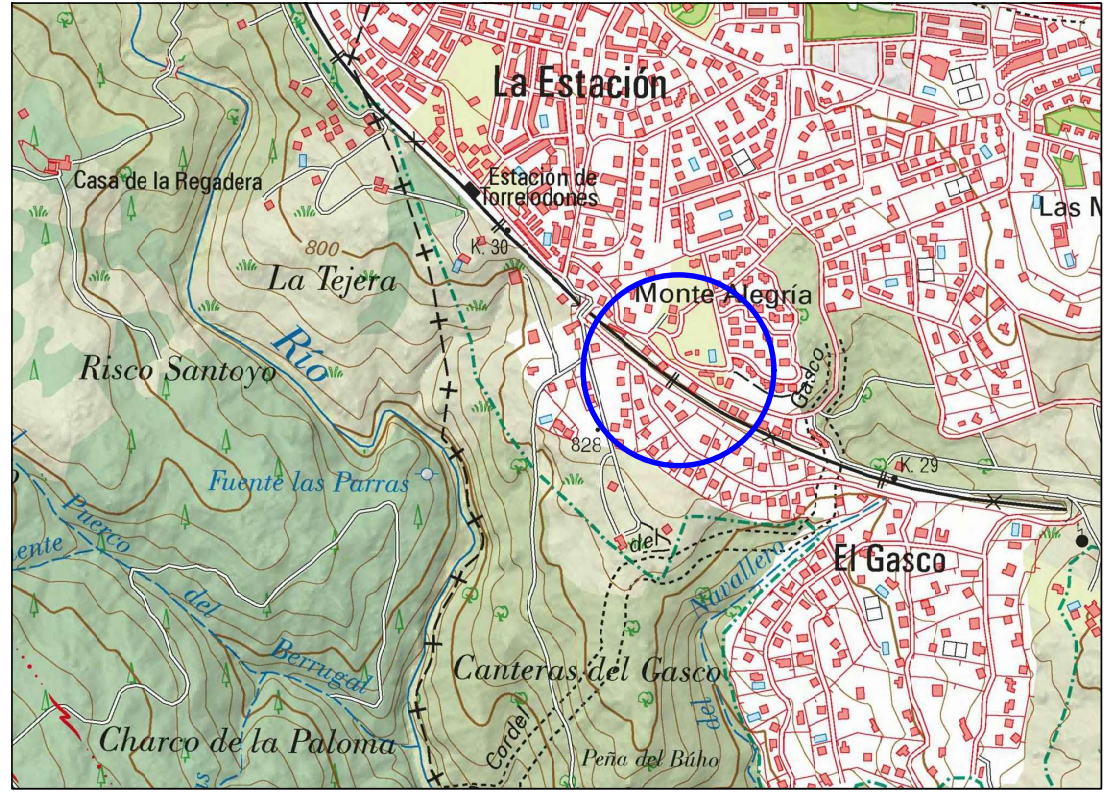 La Estación
Estación de
Torrelodones
Casa de la Regadera
Las
K. 30
800
La Tejera
Monte Alegría
Río
Risco Santoyo
Gasco
828
K. 29
Fuente las Parras
Puerco
ente
del
del
Navallero
El Gasco
Berrugal
Canteras del Gasco
del
Cordel
Charco de la Paloma
Peña del Búho